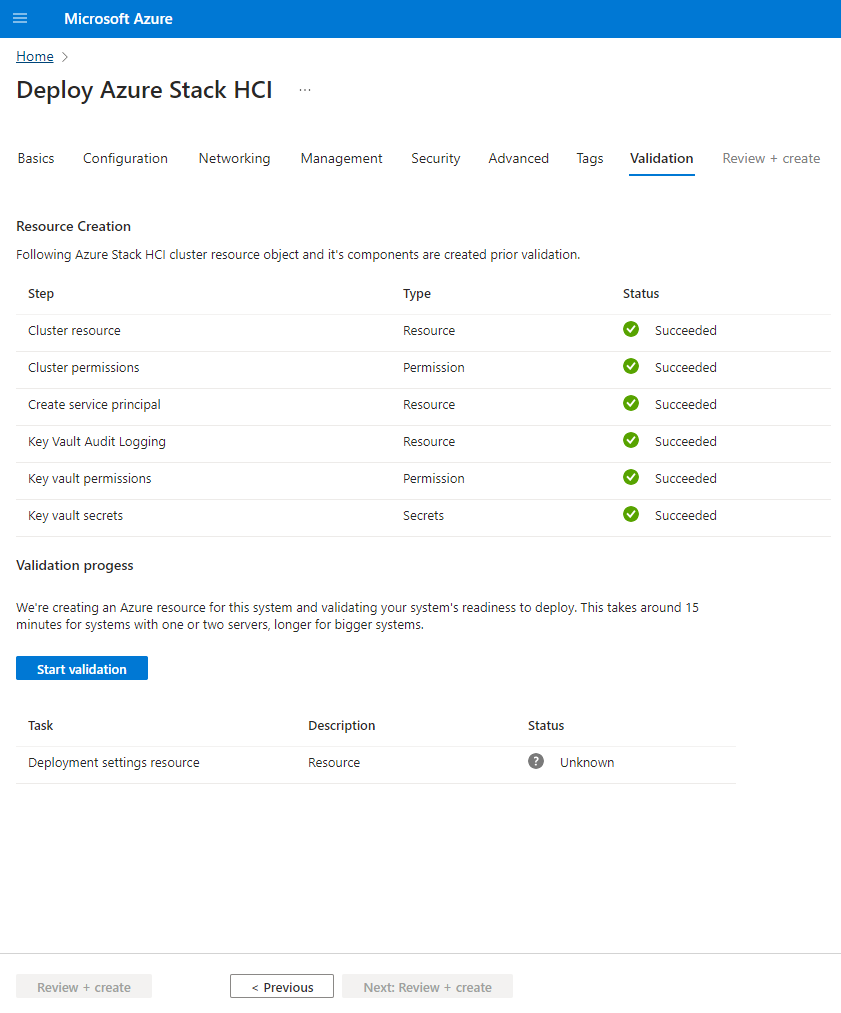 Microsoft Azure
Home >
Deploy Azure Stack HCI ...
Basics Configuration Networking Management Security Advanced Tags Validation Review + create
Resource Creation
Following Azure Stack HCI cluster resource object and it's components are created prior validation.
Step Type Status
Cluster resource Resource Succeeded
Cluster permissions Permission Succeeded
Create service principal Resource Succeeded
Key Vault Audit Logging Resource Succeeded
Key vault permissions Permission Succeeded
Key vault secrets Secrets Succeeded
Validation progess
We're creating an Azure resource for this system and validating your system's readiness to deploy. This takes around 15
minutes for systems with one or two servers, longer for bigger systems.
Start validation
Task Description Status
Deployment settings resource Resource ? Unknown
Review + create < Previous Next: Review + create